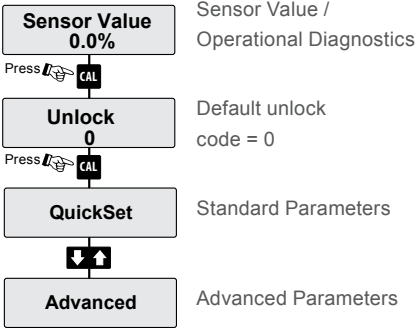 Sensor Value
0.0%
Sensor Value /
Operational Diagnostics
Press CAL
Unlock
0
Default unlock
code = 0
Press CAL
QuickSet
Standard Parameters
Advanced
Advanced Parameters